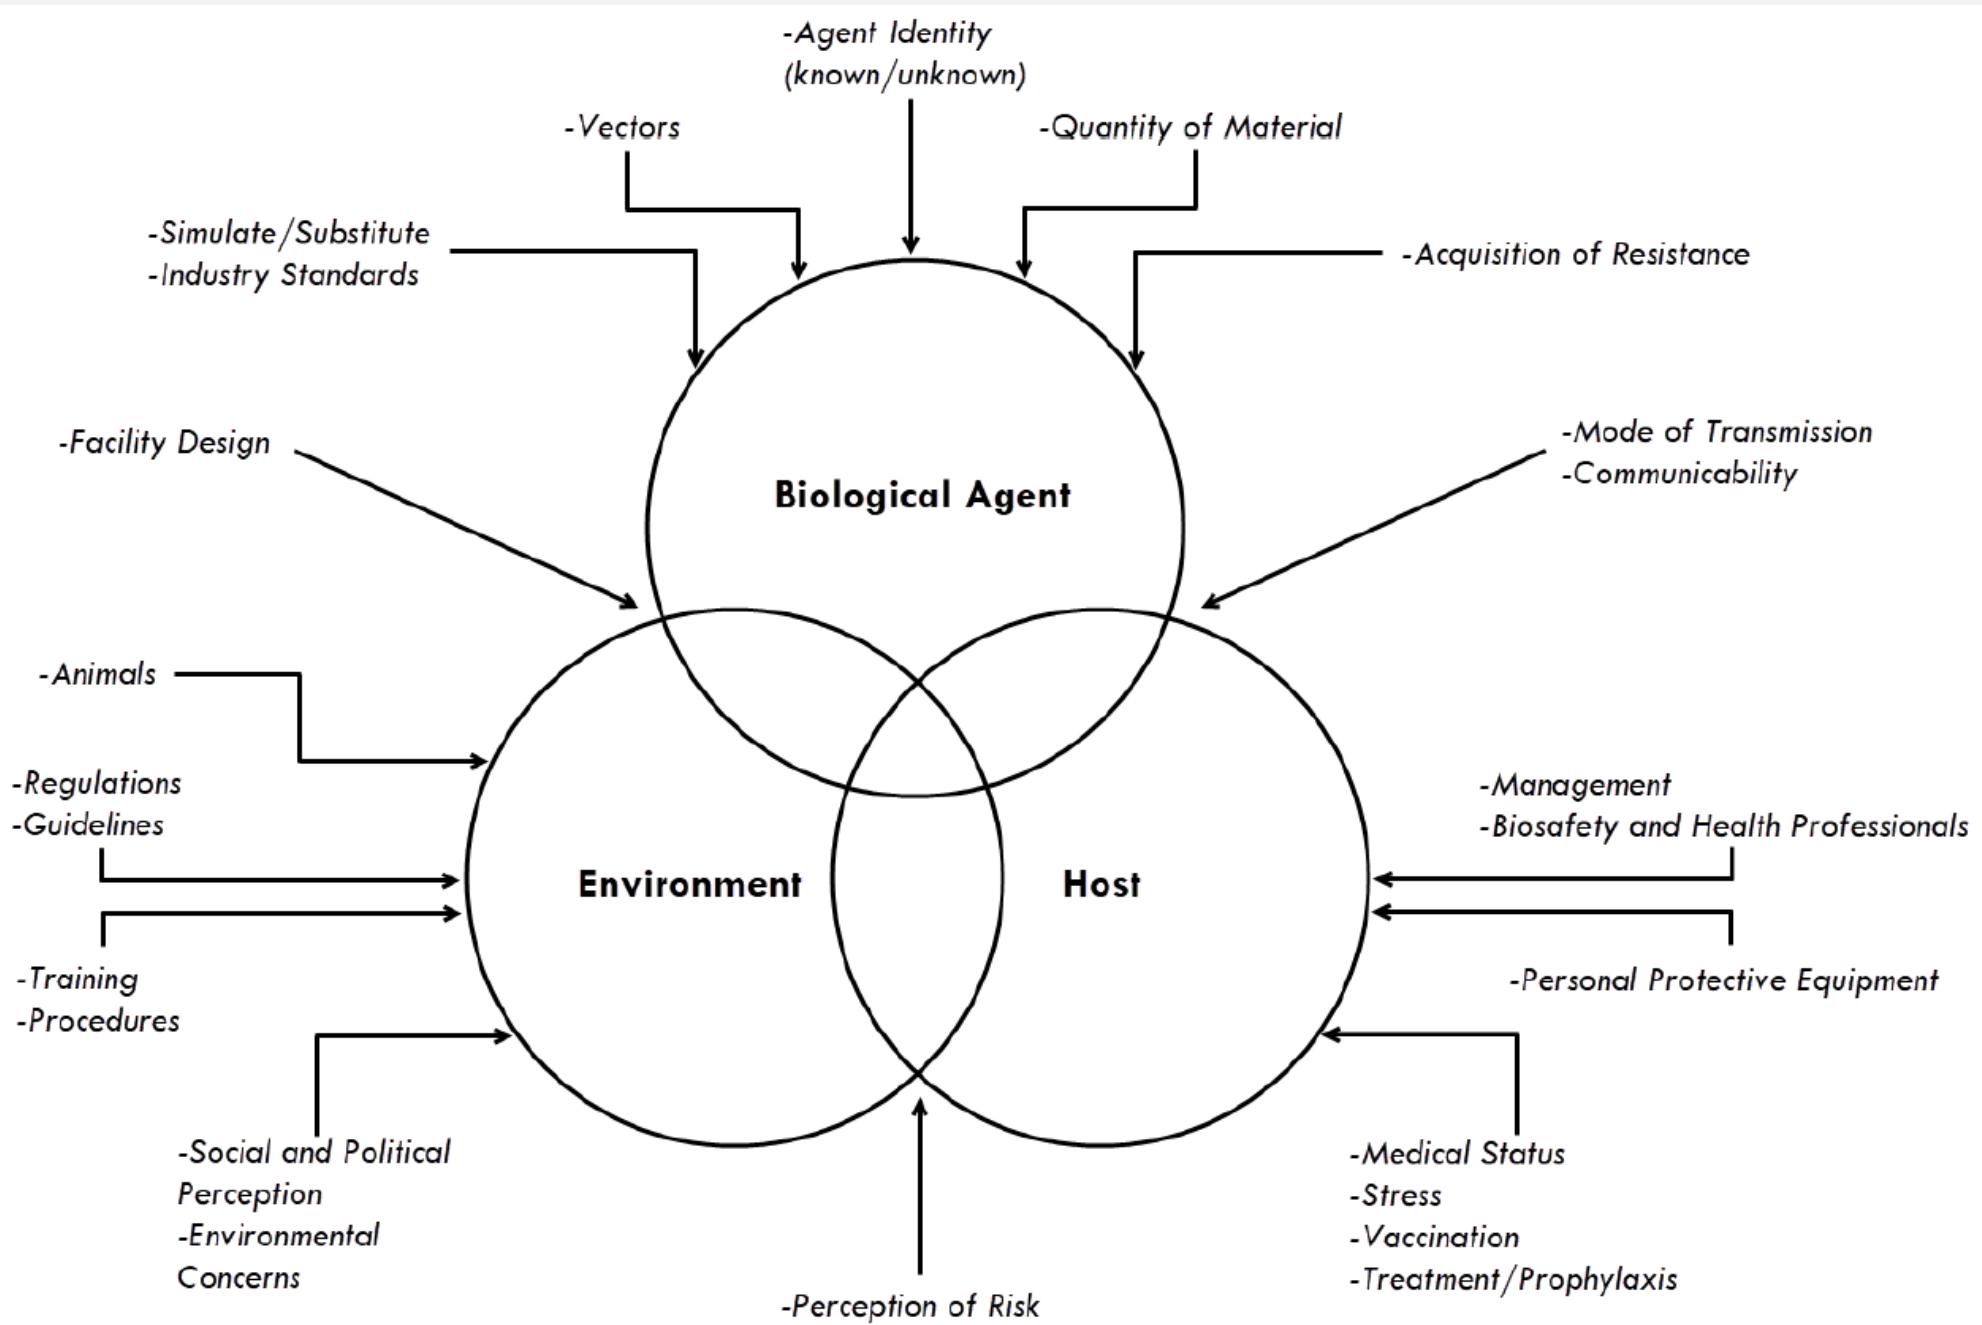 -Agent Identity
(known/unknown)
-Vectors
-Quantity of Material
-Simulate/Substitute
-Industry Standards
-Acquisition of Resistance
-Facility Design
-Mode of Transmission
-Communicability
Biological Agent
-Animals
-Regulations
-Guidelines
-Management
-Biosafety and Health Professionals
Environment
Host
-Training
-Procedures
-Personal Protective Equipment
-Social and Political
Perception
-Environmental
Concerns
-Medical Status
-Stress
-Vaccination
-Treatment/Prophylaxis
-Perception of Risk